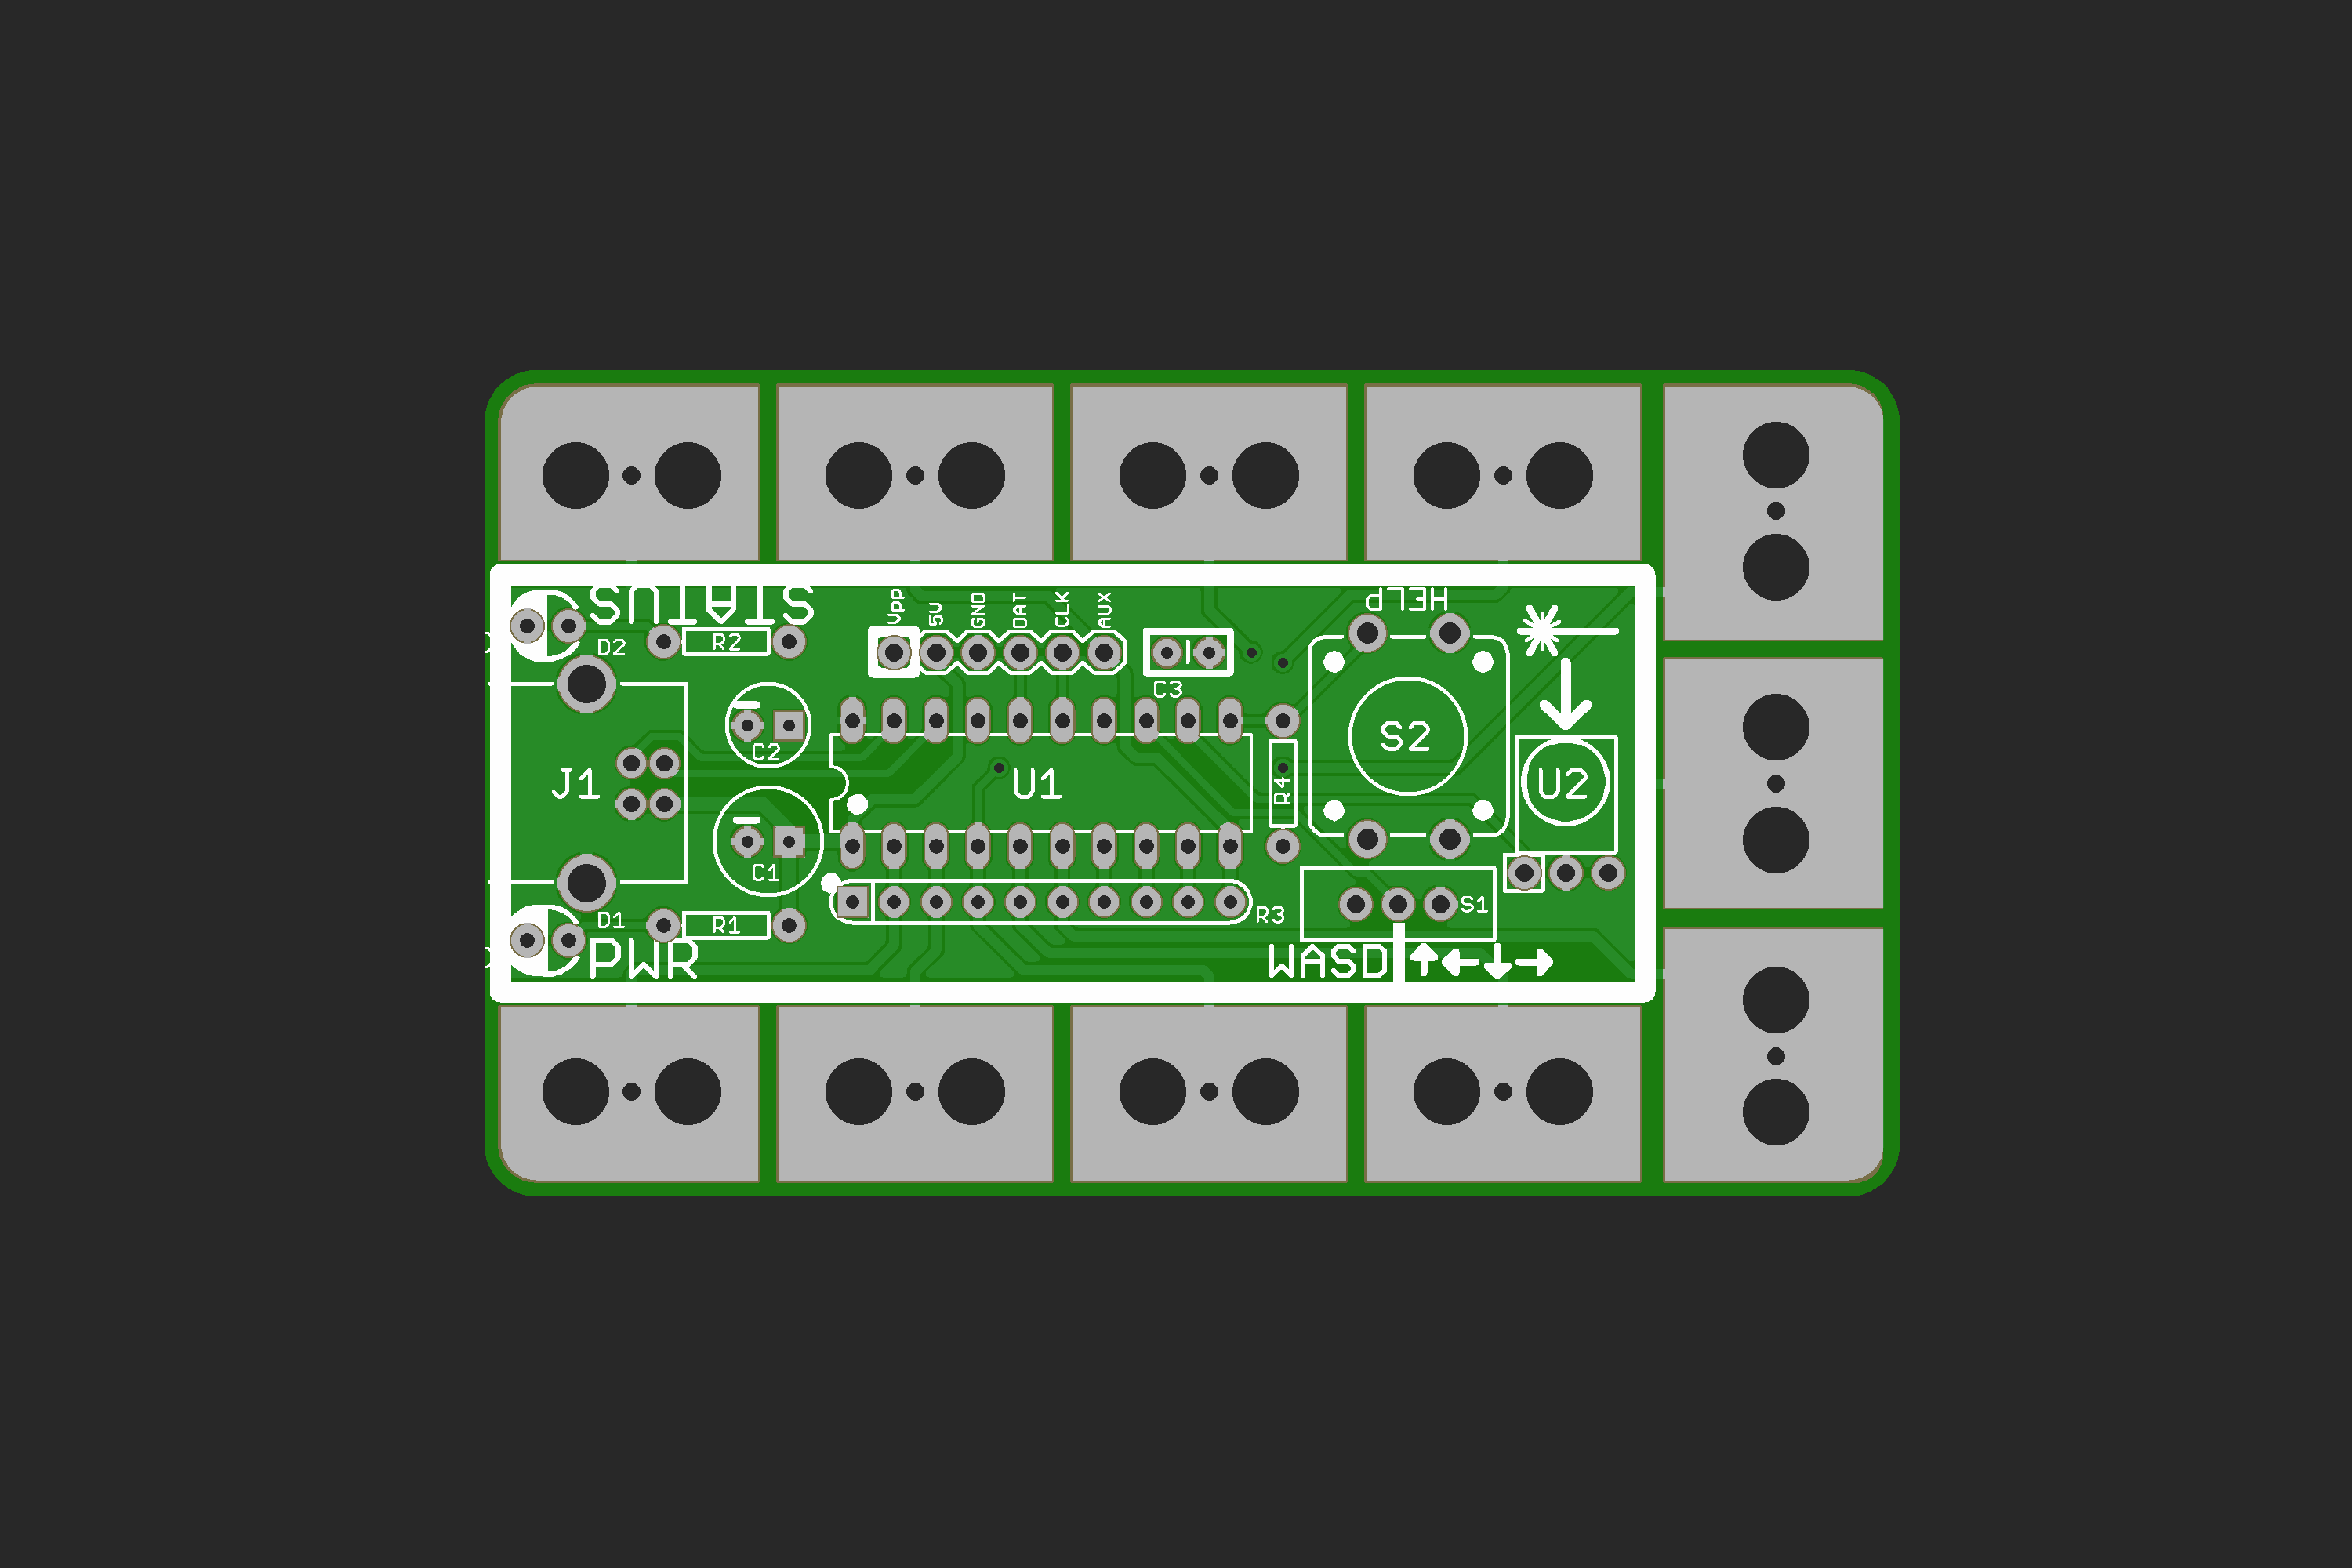 STATUS
VPP
5V
GND
DAT
CLK
AUX
HELP
D2
R2
C3
C2
S2
J1
U1
R4
U2
C1
D1
R1
R3
S1
PWR
WASD ↑←↓→